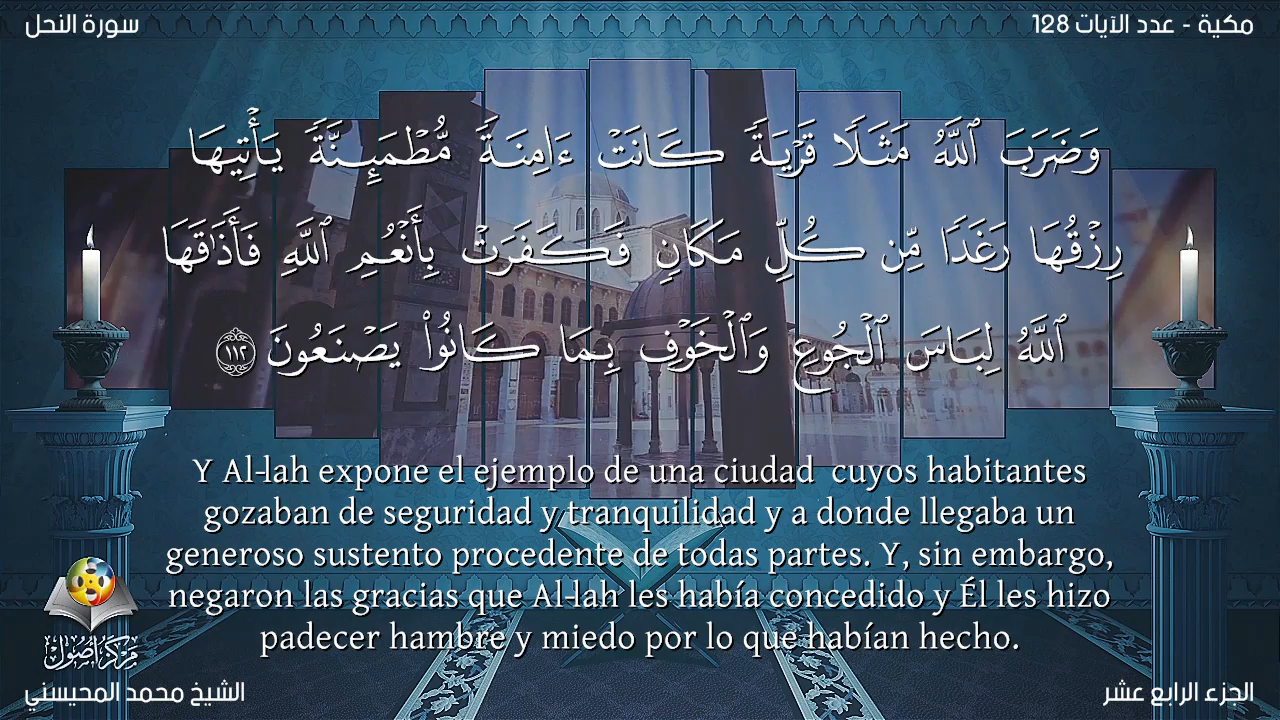 سورة النحل
مكية - عدد الآيات 128
وَضَرَبَ ٱللَّهُ مَثَلًا قَرْيَةً كَانَتْ ءَامِنَةً مُّطْمَئِنَّةً يَأْتِيهَا
رِزْقُهَا رَغَدًا مِّن كُلِّ مَكَانٍ فَكَفَرَتْ بِأَنْعُمِ ٱللَّهِ فَأَذَٰقَهَا
ٱللَّهُ لِبَاسَ ٱلْجُوعِ وَٱلْخَوْفِ بِمَا كَانُوا۟ يَصْنَعُونَ ١١٢
Y Al-lah expone el ejemplo de una ciudad cuyos habitantes
gozaban de seguridad y tranquilidad y a donde llegaba un
generoso sustento procedente de todas partes. Y, sin embargo,
negaron las gracias que Al-lah les había concedido y Él les hizo
padecer hambre y miedo por lo que habían hecho.
مركز أصول
الشيخ محمد المحيسني
الجزء الرابع عشر